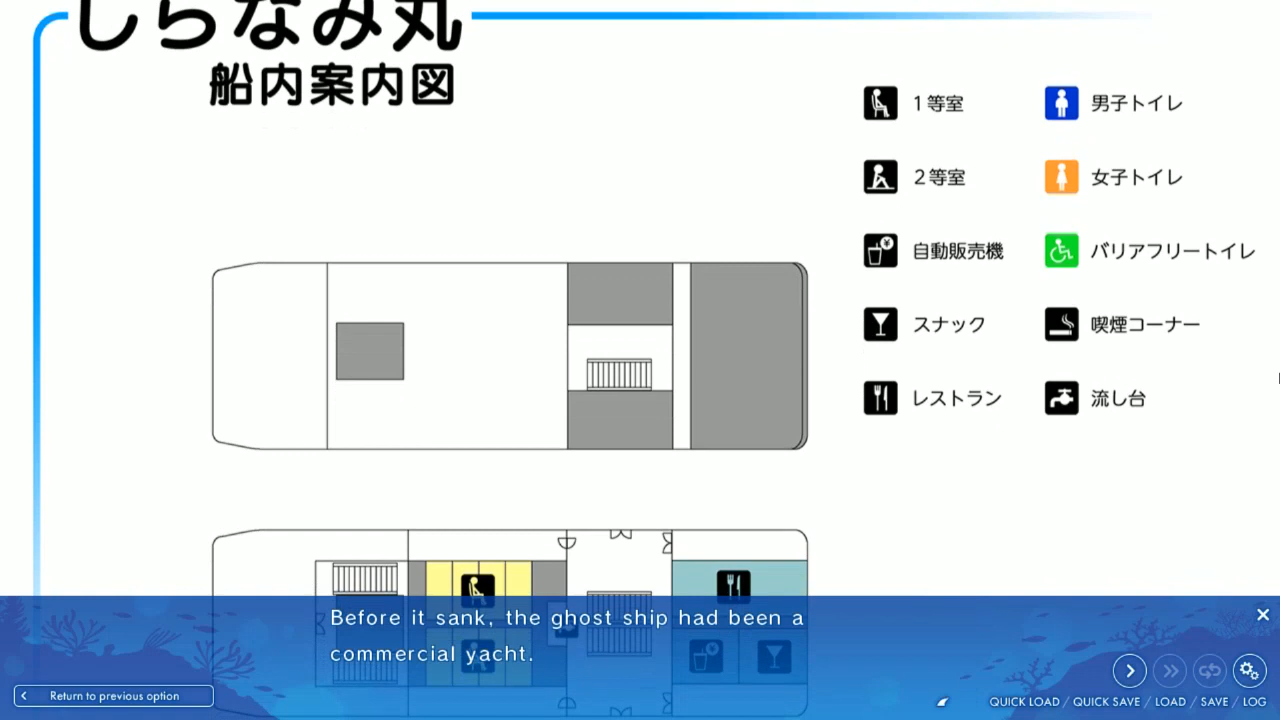 しらなみ丸
船内案内図
1等室
男子トイレ
2等室
女子トイレ
自動販売機
バリアフリートイレ
スナック
喫煙コーナー
レストラン
流し台
Before it sank, the ghost ship had been a
commercial yacht.
Return to previous option
QUICK LOAD / QUICK SAVE / LOAD / SAVE / LOG